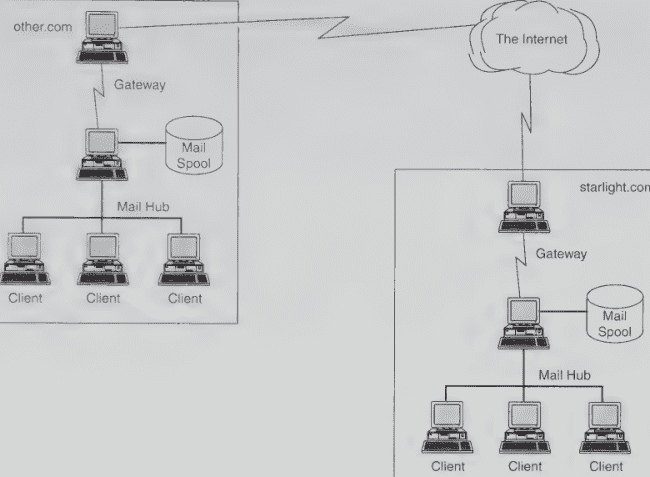 other.com
The Internet
Gateway
Mail
Spool
Mail Hub
Client
Client
Client
starlight.com
Gateway
Mail
Spool
Mail Hub
Client
Client
Client